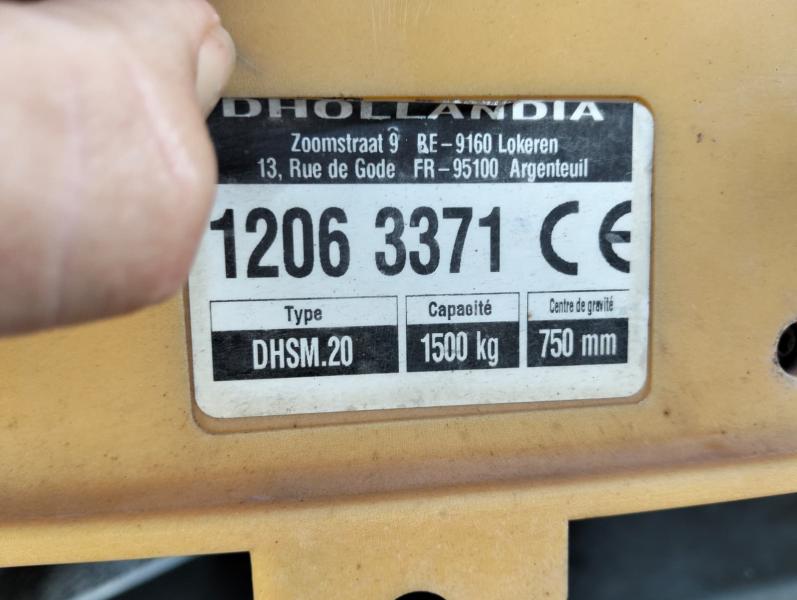 DHOLLANDIA
Zoomstraat 9 BE-9160 Lokeren
13, Rue de Gode FR-95100 Argenteuil
1206 3371 CE
Type Capacité Centre de gravité
DHSM.20 1500 kg 750 mm